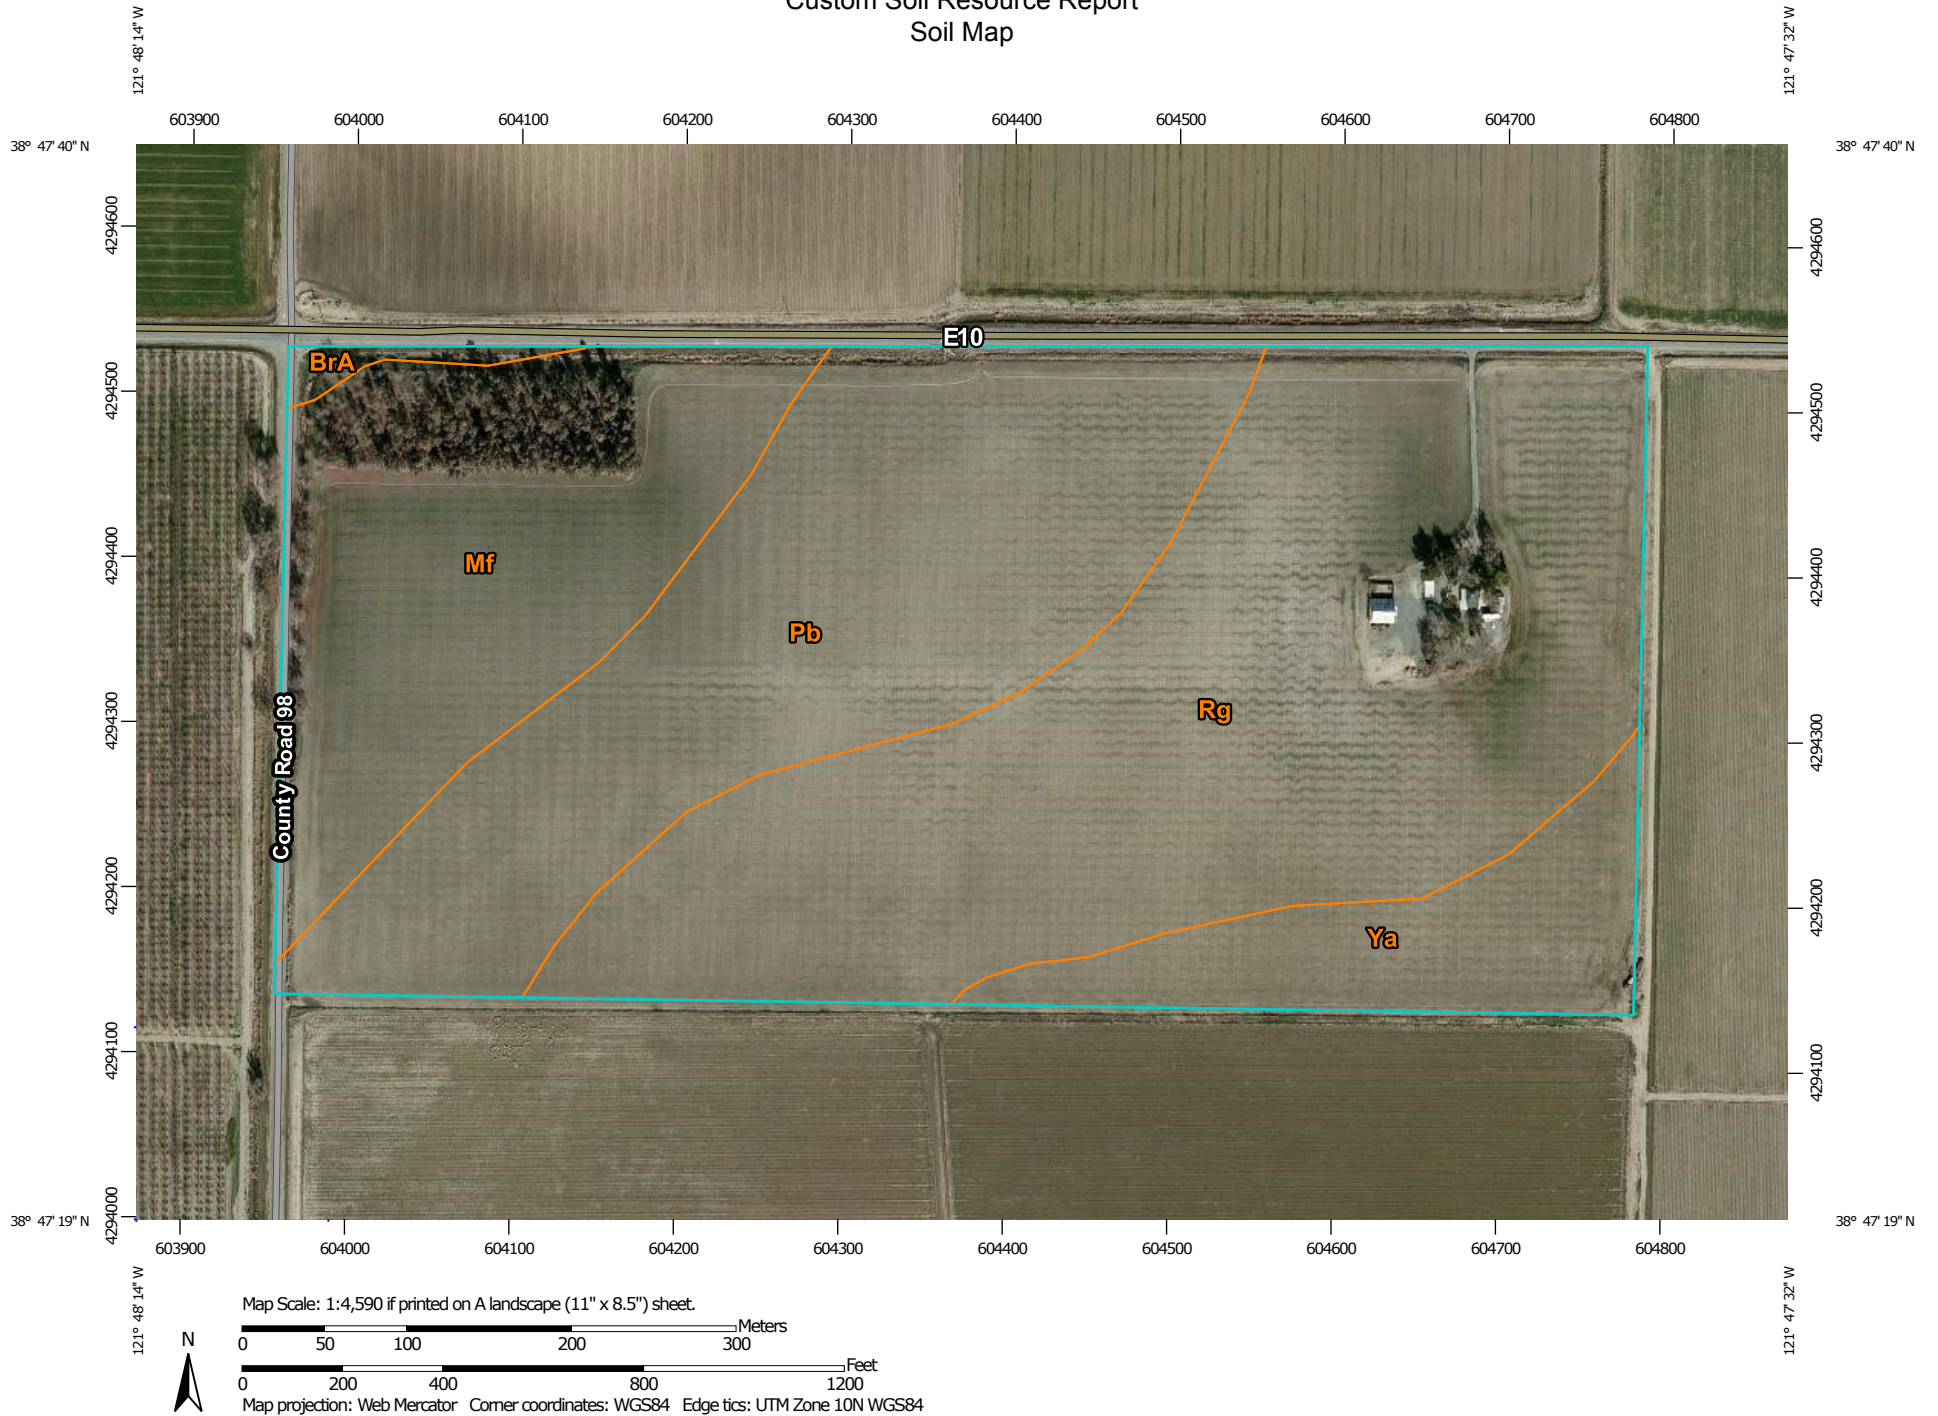 Custom Soil Resource Report
Soil Map
121° 48' 14" W
121° 47' 32" W
603900 604000 604100 604200 604300 604400 604500 604600 604700 604800
38° 47' 40" N
38° 47' 40" N
4294600
4294600
E10
BrA
4294500
4294500
Mf
4294400
4294400
Pb
County Road 98
Rg
4294300
4294300
4294200
4294200
Ya
4294100
4294100
4294000
38° 47' 19" N
38° 47' 19" N
603900 604000 604100 604200 604300 604400 604500 604600 604700 604800
121° 48' 14" W
121° 47' 32" W
Map Scale: 1:4,590 if printed on A landscape (11" x 8.5") sheet.
N
Meters
0 50 100 200 300
Feet
0 200 400 800 1200
Map projection: Web Mercator Corner coordinates: WGS84 Edge tics: UTM Zone 10N WGS84